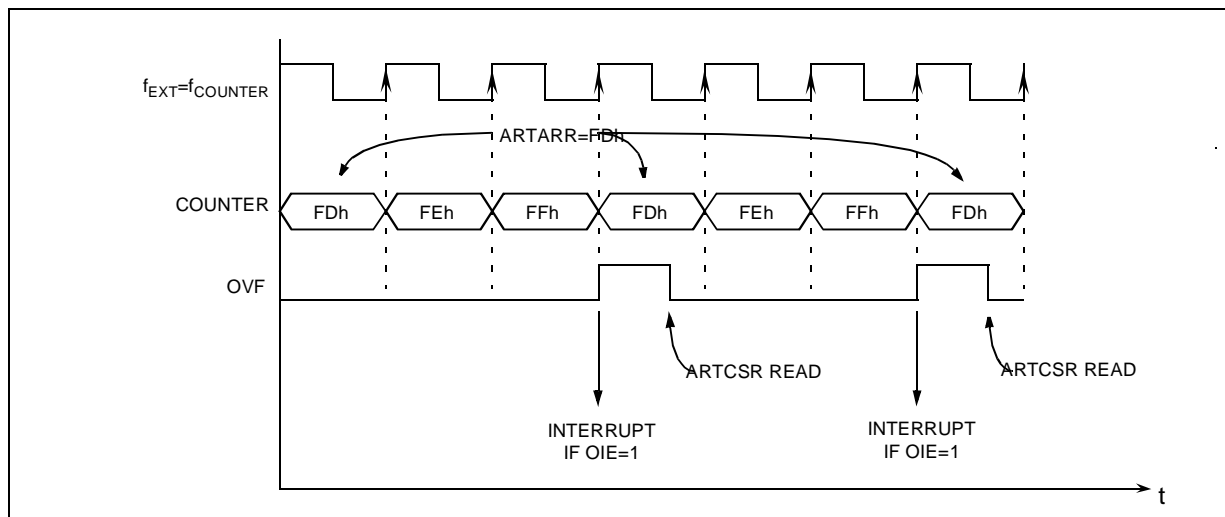 fEXT=fCOUNTER
ARTARR=FDh
COUNTER
FDh FEh FFh FDh FEh FFh FDh
OVF
ARTCSR READ
ARTCSR READ
INTERRUPT
IF OIE=1
INTERRUPT
IF OIE=1
t